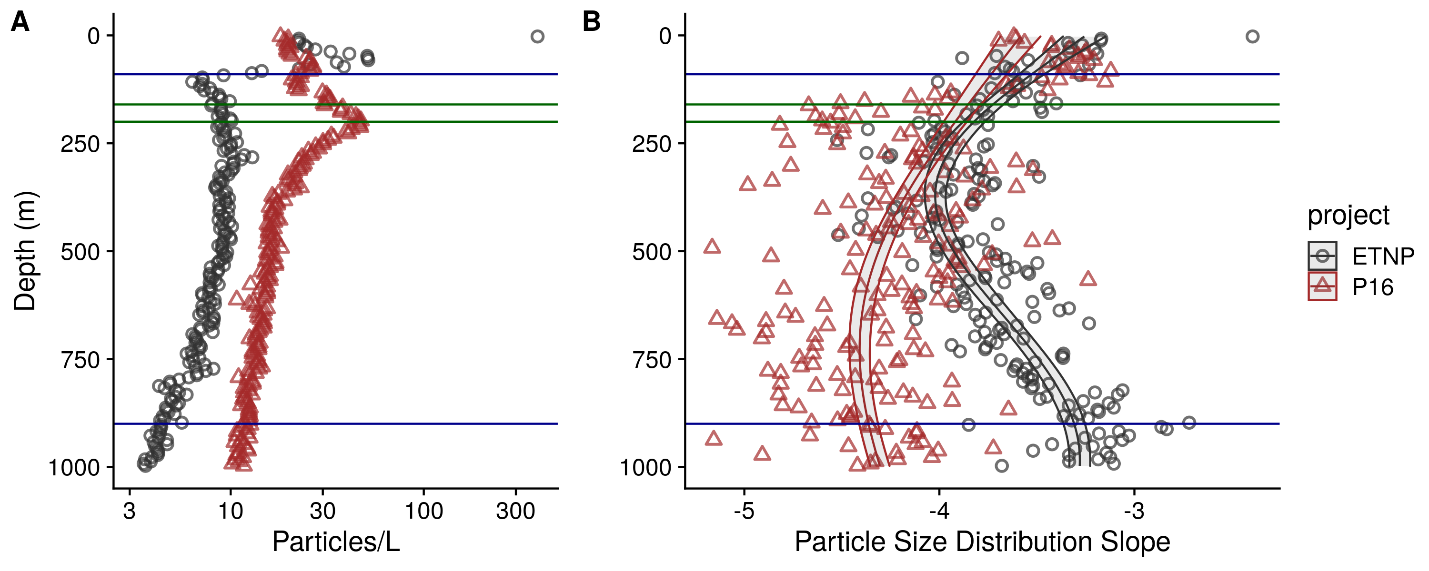 A
B
0
250
500
750
1000
Depth (m)
3
10
30
100
300
Particles/L
0
250
500
750
1000
-5
-4
-3
Particle Size Distribution Slope
project
ETNP
P16